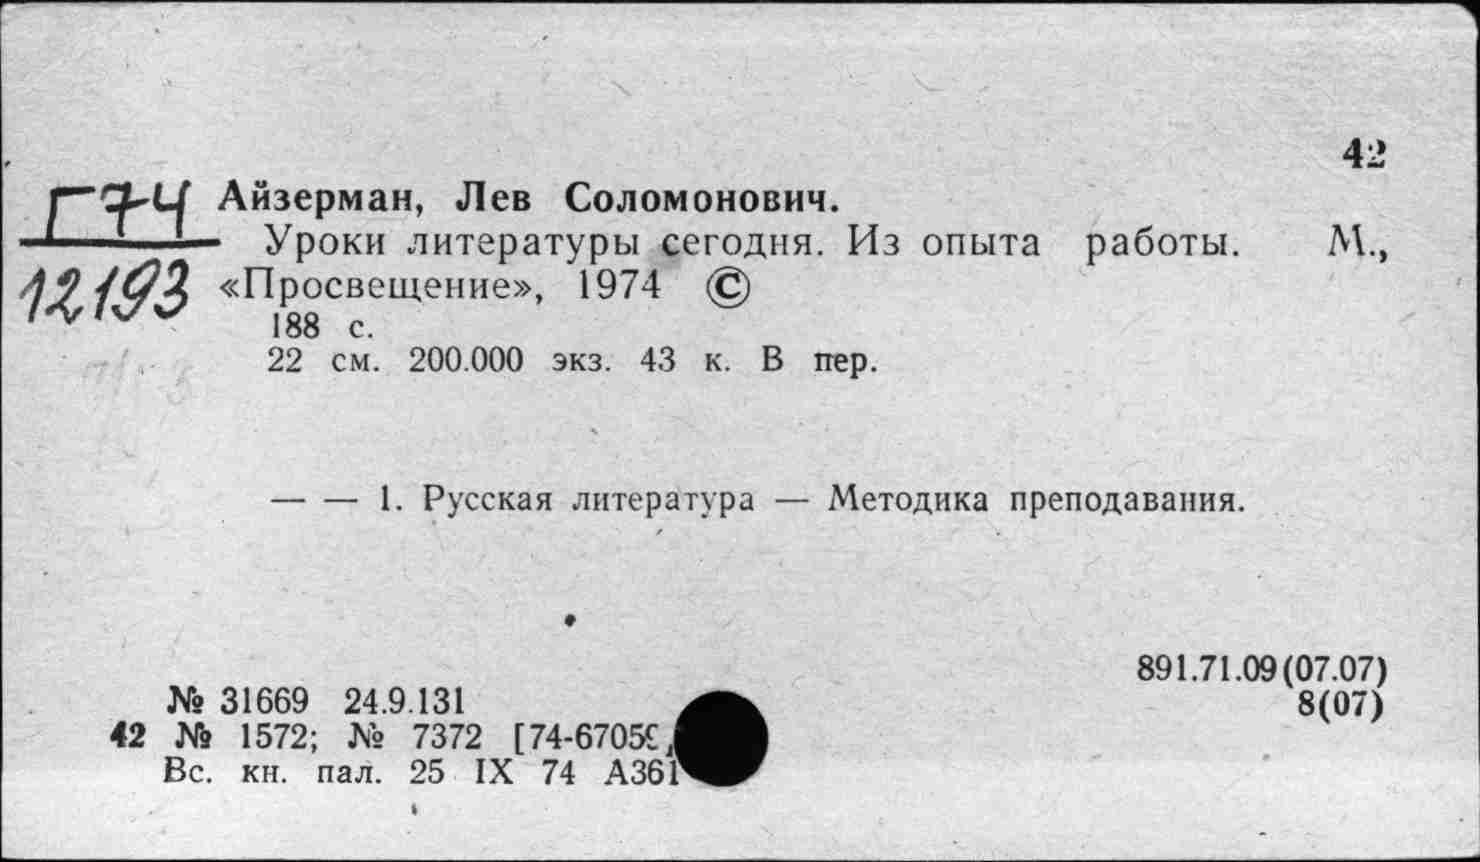 42
Г74 Айзерман, Лев Соломонович.
Уроки литературы сегодня. Из опыта работы. М.,
12193 «Просвещение», 1974 ©
188 с.
22 см. 200.000 экз. 43 к. В пер.
— — 1. Русская литература — Методика преподавания.
891.71.09(07.07)
№ 31669 24.9.131 8(07)
42 № 1572; № 7372 [74-6705
Вс. кн. пал. 25 IX 74 А361